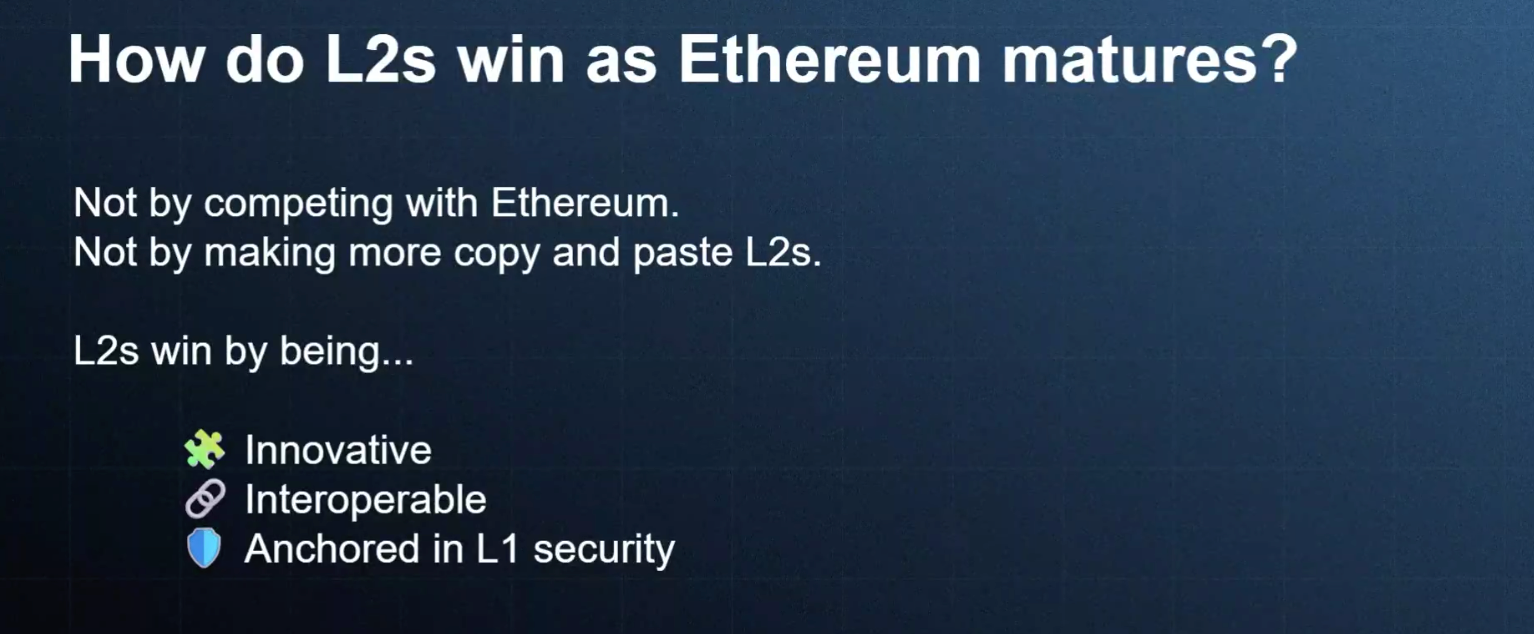 How do L2s win as Ethereum matures?
Not by competing with Ethereum.
Not by making more copy and paste L2s.
L2s win by being...
🧩 Innovative
🔗 Interoperable
🛡️ Anchored in L1 security